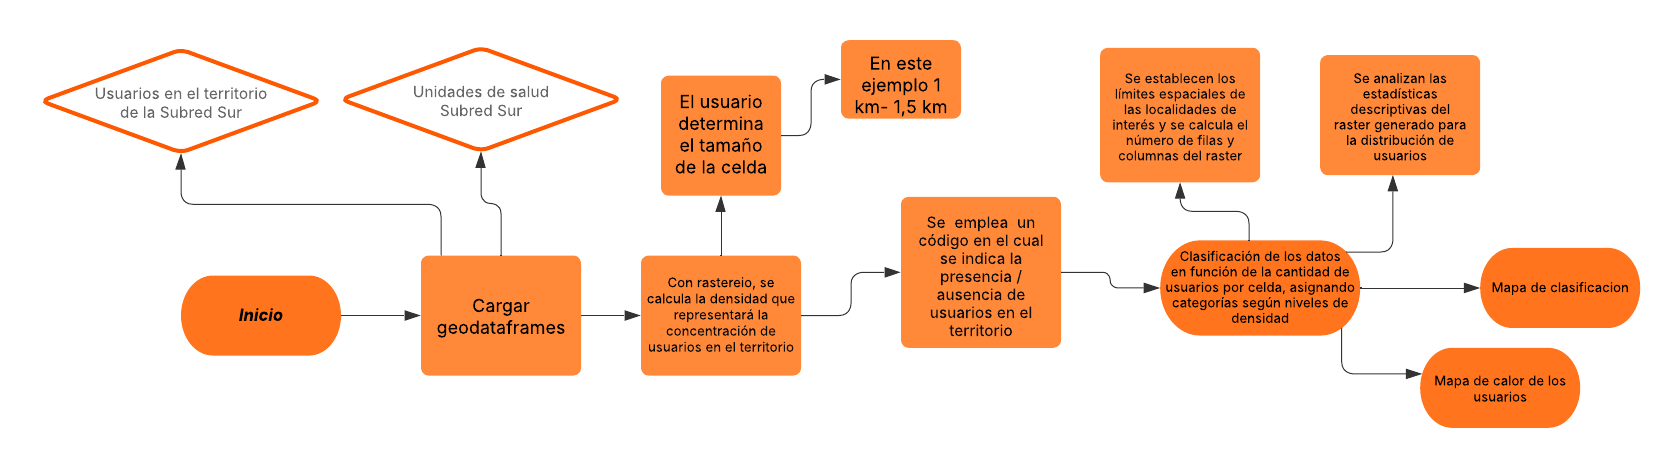 Usuarios en el territorio
de la Subred Sur
Unidades de salud
Subred Sur
Inicio
Cargar
geodataframes
El usuario
determina
el tamaño
de la celda
En este
ejemplo 1
km- 1,5 km
Con rastereio, se
calcula la densidad que
representará la
concentración de
usuarios en el territorio
Se emplea un
código en el cual
se indica la
presencia /
ausencia de
usuarios en el
territorio
Se establecen los
límites espaciales de
las localidades de
interés y se calcula el
número de filas y
columnas del raster
Se analizan las
estadísticas
descriptivas del
raster generado para
la distribución de
usuarios
Clasificación de los datos
en función de la cantidad de
usuarios por celda, asignando
categorías según niveles de
densidad
Mapa de clasificacion
Mapa de calor de los
usuarios